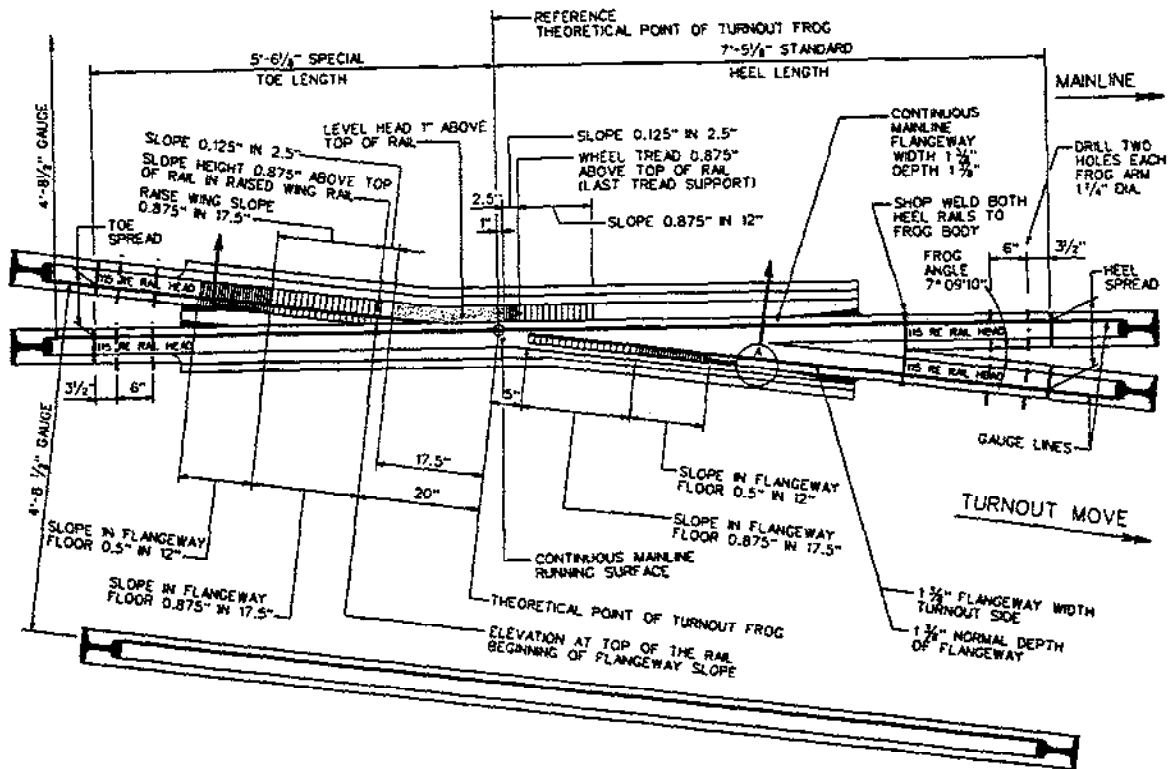 REFERENCE
THEORETICAL POINT OF TURNOUT FROG
5'-6⅛" SPECIAL
TOE LENGTH
7'-5⅛" STANDARD
HEEL LENGTH
MAINLINE
4'-8½" GAUGE
SLOPE 0.125" IN 2.5"
SLOPE HEIGHT 0.875" ABOVE TOP
OF RAIL IN RAISED WING RAIL
RAISE WING SLOPE
0.875" IN 17.5"
LEVEL HEAD 1" ABOVE
TOP OF RAIL
SLOPE 0.125" IN 2.5"
WHEEL TREAD 0.875"
ABOVE TOP OF RAIL
(LAST TREAD SUPPORT)
2.5"
1"
SLOPE 0.875" IN 12"
CONTINUOUS
MAINLINE
FLANGEWAY
WIDTH
DEPTH
DRILL TWO
HOLES EACH
FROG ARM
1¼" DIA.
SHOP WELD BOTH
HEEL RAILS TO
FROG BODY
FROG
ANGLE
7° 09'10"
6"
3½"
HEEL
SPREAD
TOE
SPREAD
115 RE RAIL HEAD
115 RE RAIL HEAD
115 RE RAIL HEAD
115 RE RAIL HEAD
A
3½"
6"
5"
17.5"
20"
4'-8 ½" GAUGE
GAUGE LINES
TURNOUT MOVE
SLOPE IN FLANGEWAY
FLOOR 0.5" IN 12"
SLOPE IN FLANGEWAY
FLOOR 0.875" IN 17.5"
SLOPE IN FLANGEWAY
FLOOR 0.5" IN 12"
SLOPE IN FLANGEWAY
FLOOR 0.875" IN 17.5"
CONTINUOUS MAINLINE
RUNNING SURFACE
THEORETICAL POINT OF TURNOUT FROG
ELEVATION AT TOP OF THE RAIL
BEGINNING OF FLANGEWAY SLOPE
FLANGEWAY WIDTH
TURNOUT SIDE
NORMAL DEPTH
OF FLANGEWAY